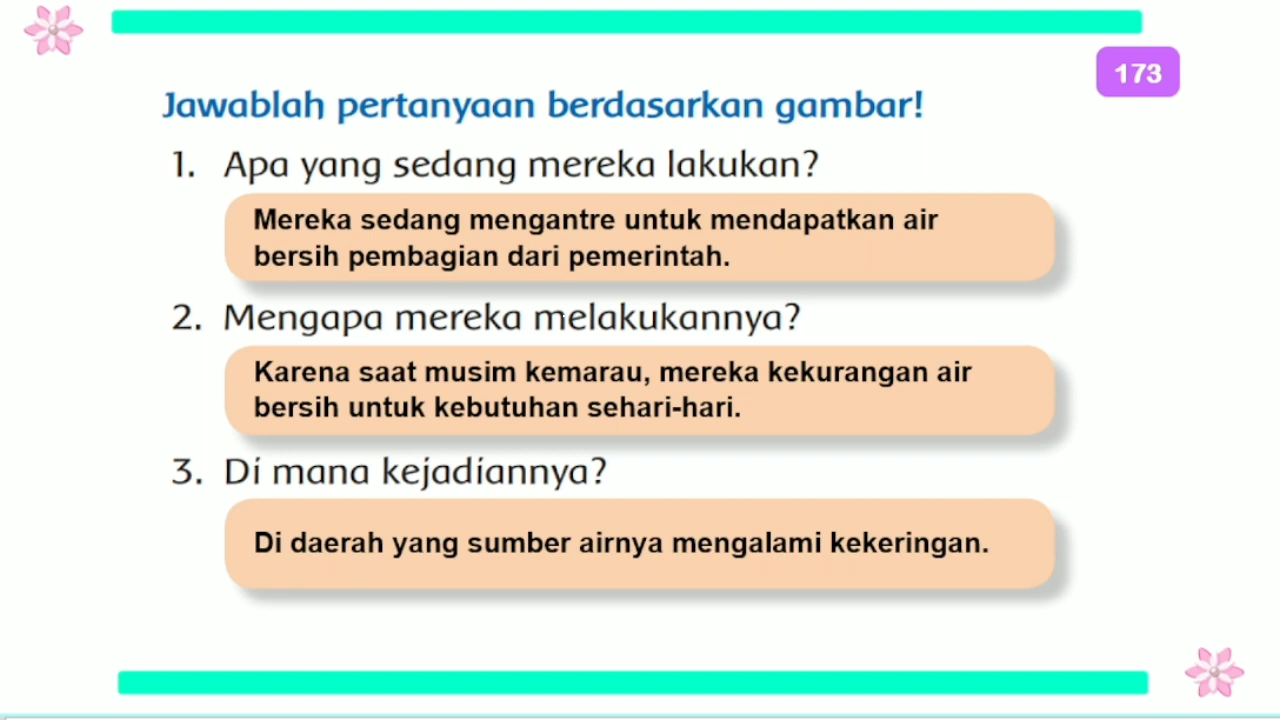 173
Jawablah pertanyaan berdasarkan gambar!
1. Apa yang sedang mereka lakukan?
Mereka sedang mengantre untuk mendapatkan air
bersih pembagian dari pemerintah.
2. Mengapa mereka melakukannya?
Karena saat musim kemarau, mereka kekurangan air
bersih untuk kebutuhan sehari-hari.
3. Di mana kejadiannya?
Di daerah yang sumber airnya mengalami kekeringan.